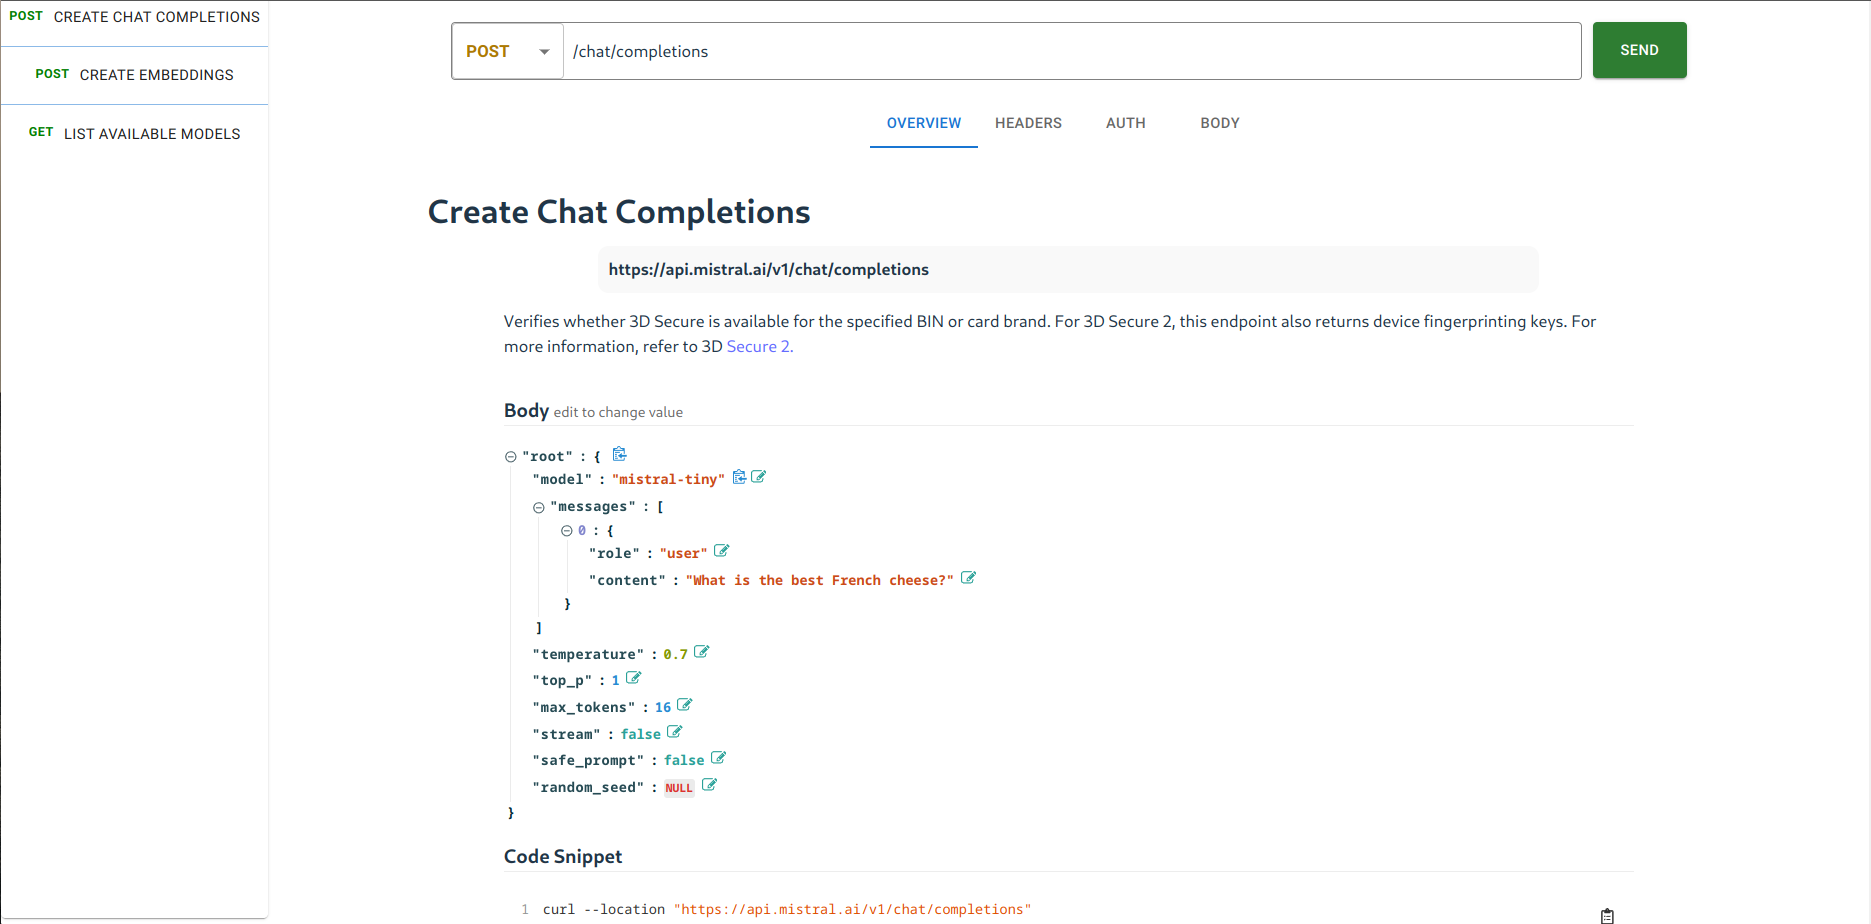 POST CREATE CHAT COMPLETIONS
POST CREATE EMBEDDINGS
GET LIST AVAILABLE MODELS
POST /chat/completions SEND
OVERVIEW HEADERS AUTH BODY
Create Chat Completions
https://api.mistral.ai/v1/chat/completions
Verifies whether 3D Secure is available for the specified BIN or card brand. For 3D Secure 2, this endpoint also returns device fingerprinting keys. For
more information, refer to 3D Secure 2.
Body edit to change value
"root" : {
"model" : "mistral-tiny"
"messages" : [
0 : {
"role" : "user"
"content" : "What is the best French cheese?"
}
]
"temperature" : 0.7
"top_p" : 1
"max_tokens" : 16
"stream" : false
"safe_prompt" : false
"random_seed" : NULL
}
Code Snippet
1 curl --location "https://api.mistral.ai/v1/chat/completions"